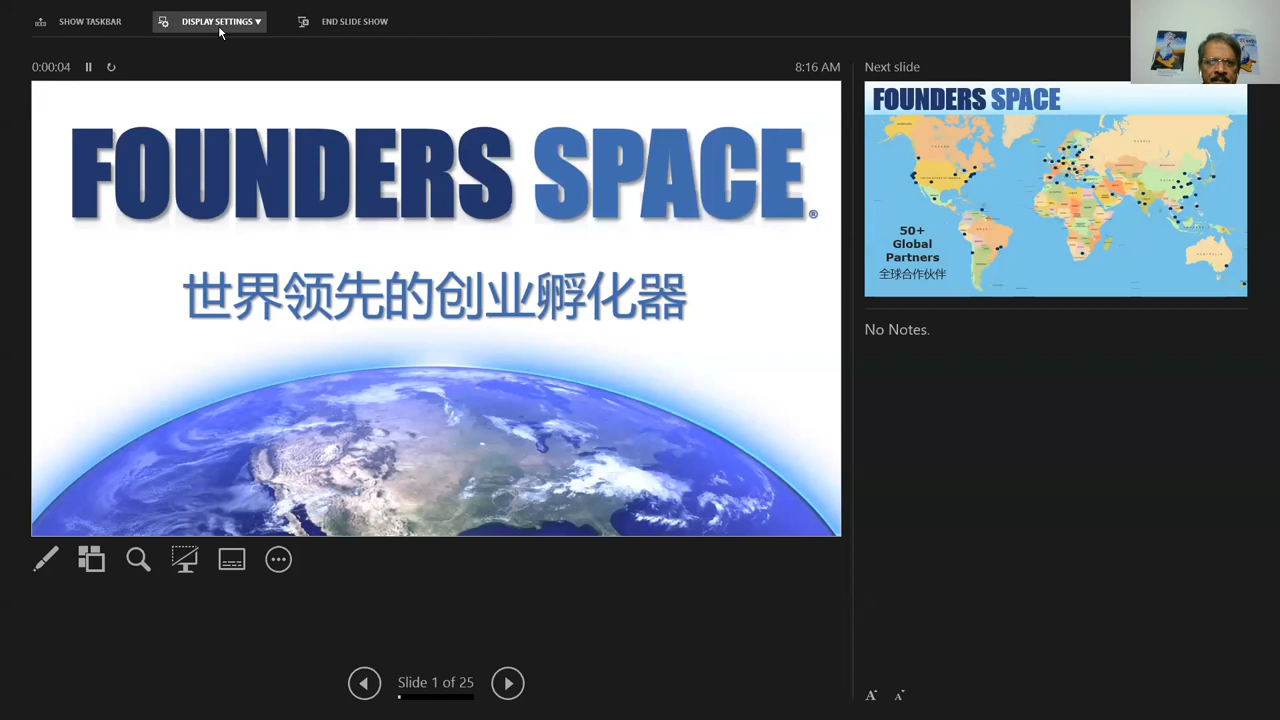 SHOW TASKBAR
DISPLAY SETTINGS ▼
END SLIDE SHOW
0:00:04
8:16 AM
FOUNDERS SPACE®
世界领先的创业孵化器
Slide 1 of 25
Next slide
FOUNDERS SPACE
50+
Global
Partners
全球合作伙伴
No Notes.
A
A